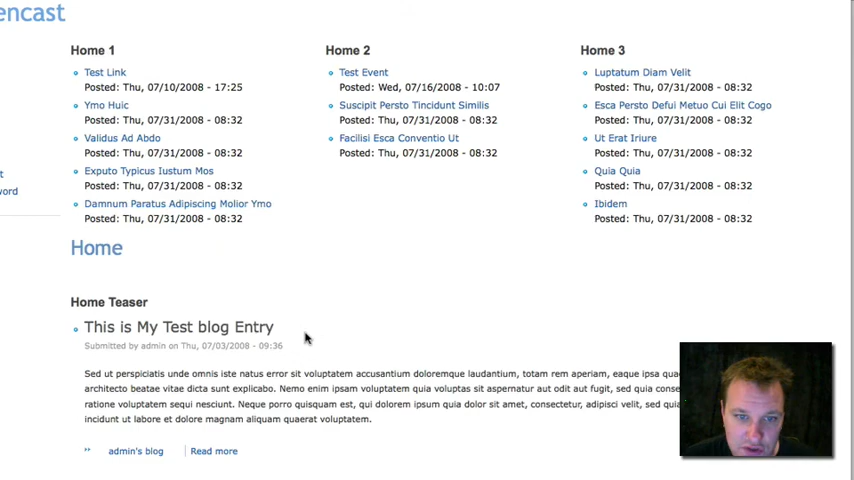 encast
Home 1
Test Link
Posted: Thu, 07/10/2008 - 17:25
Ymo Huic
Posted: Thu, 07/31/2008 - 08:32
Validus Ad Abdo
Posted: Thu, 07/31/2008 - 08:32
Exputo Typicus Iustum Mos
Posted: Thu, 07/31/2008 - 08:32
Damnum Paratus Adipiscing Molior Ymo
Posted: Thu, 07/31/2008 - 08:32
Home 2
Test Event
Posted: Wed, 07/16/2008 - 10:07
Suscipit Persto Tincidunt Similis
Posted: Thu, 07/31/2008 - 08:32
Facilisi Esca Conventio Ut
Posted: Thu, 07/31/2008 - 08:32
Home 3
Luptatum Diam Velit
Posted: Thu, 07/31/2008 - 08:32
Esca Persto Defui Metuo Cui Elit Cogo
Posted: Thu, 07/31/2008 - 08:32
Ut Erat Iriure
Posted: Thu, 07/31/2008 - 08:32
Quia Quia
Posted: Thu, 07/31/2008 - 08:32
Ibidem
Posted: Thu, 07/31/2008 - 08:32
t
word
Home
Home Teaser
This is My Test blog Entry
Submitted by admin on Thu, 07/03/2008 - 09:36
Sed ut perspiciatis unde omnis iste natus error sit voluptatem accusantium doloremque laudantium, totam rem aperiam, eaque ipsa qua
architecto beatae vitae dicta sunt explicabo. Nemo enim ipsam voluptatem quia voluptas sit aspernatur aut odit aut fugit, sed quia conse
ratione voluptatem sequi nesciunt. Neque porro quisquam est, qui dolorem ipsum quia dolor sit amet, consectetur, adipisci velit, sed quia
incidunt ut labore et dolore magnam aliquam quaerat voluptatem.
admin's blog
Read more